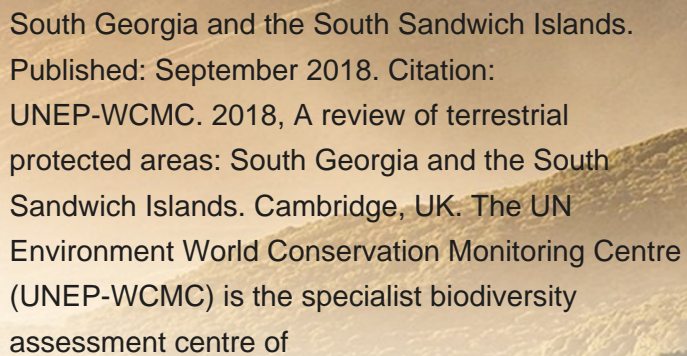 South Georgia and the South Sandwich Islands.
Published: September 2018. Citation:
UNEP-WCMC. 2018, A review of terrestrial
protected areas: South Georgia and the South
Sandwich Islands. Cambridge, UK. The UN
Environment World Conservation Monitoring Centre
(UNEP-WCMC) is the specialist biodiversity
assessment centre of